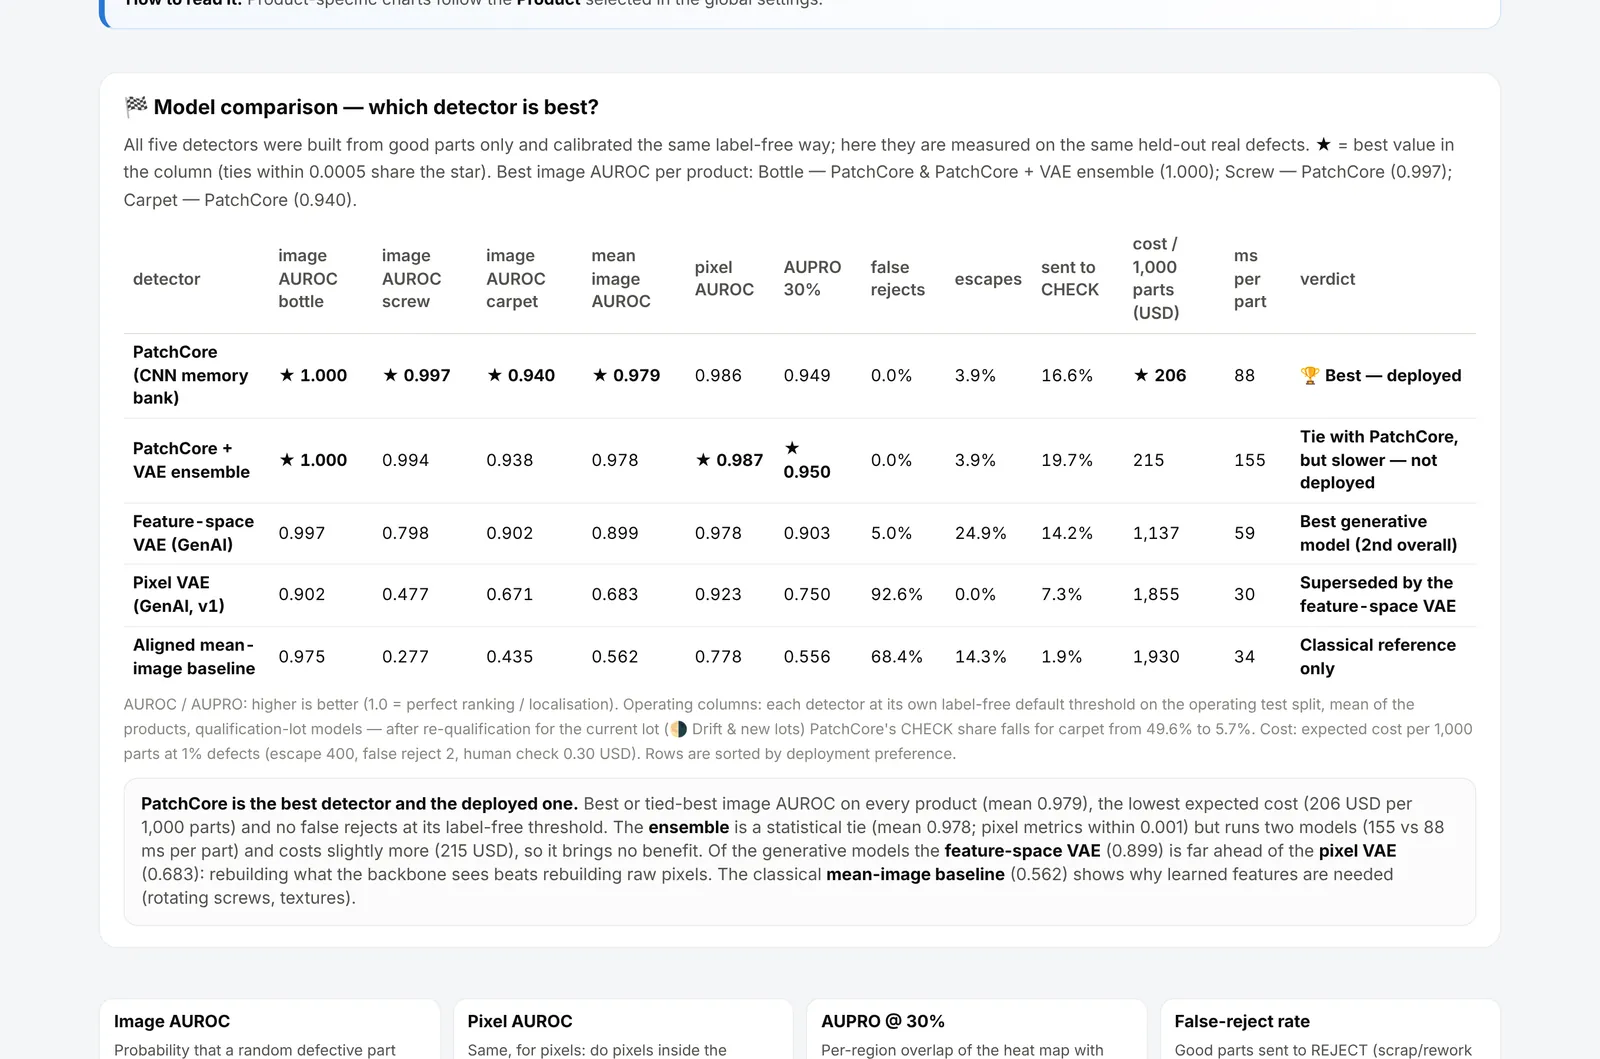 How to read it: Product-specific charts follow the Product selected in the global settings.
🏁 Model comparison — which detector is best?
All five detectors were built from good parts only and calibrated the same label-free way; here they are measured on the same held-out real defects. ★ = best value in
the column (ties within 0.0005 share the star). Best image AUROC per product: Bottle — PatchCore & PatchCore + VAE ensemble (1.000); Screw — PatchCore (0.997);
Carpet — PatchCore (0.940).
detector image AUROC bottle image AUROC screw image AUROC carpet mean image AUROC pixel AUROC AUPRO 30% false rejects escapes sent to CHECK cost / 1,000 parts (USD) ms per part verdict
PatchCore (CNN memory bank) ★ 1.000 ★ 0.997 ★ 0.940 ★ 0.979 0.986 0.949 0.0% 3.9% 16.6% ★ 206 88 🏆 Best — deployed
PatchCore + VAE ensemble ★ 1.000 0.994 0.938 0.978 ★ 0.987 ★ 0.950 0.0% 3.9% 19.7% 215 155 Tie with PatchCore, but slower — not deployed
Feature-space VAE (GenAI) 0.997 0.798 0.902 0.899 0.978 0.903 5.0% 24.9% 14.2% 1,137 59 Best generative model (2nd overall)
Pixel VAE (GenAI, v1) 0.902 0.477 0.671 0.683 0.923 0.750 92.6% 0.0% 7.3% 1,855 30 Superseded by the feature-space VAE
Aligned mean-image baseline 0.975 0.277 0.435 0.562 0.778 0.556 68.4% 14.3% 1.9% 1,930 34 Classical reference only
AUROC / AUPRO: higher is better (1.0 = perfect ranking / localisation). Operating columns: each detector at its own label-free default threshold on the operating test split, mean of the
products, qualification-lot models — after re-qualification for the current lot (🌗 Drift & new lots) PatchCore's CHECK share falls for carpet from 49.6% to 5.7%. Cost: expected cost per 1,000
parts at 1% defects (escape 400, false reject 2, human check 0.30 USD). Rows are sorted by deployment preference.
PatchCore is the best detector and the deployed one. Best or tied-best image AUROC on every product (mean 0.979), the lowest expected cost (206 USD per
1,000 parts) and no false rejects at its label-free threshold. The ensemble is a statistical tie (mean 0.978; pixel metrics within 0.001) but runs two models (155 vs 88
ms per part) and costs slightly more (215 USD), so it brings no benefit. Of the generative models the feature-space VAE (0.899) is far ahead of the pixel VAE
(0.683): rebuilding what the backbone sees beats rebuilding raw pixels. The classical mean-image baseline (0.562) shows why learned features are needed
(rotating screws, textures).
Image AUROC
Probability that a random defective part
Pixel AUROC
Same, for pixels: do pixels inside the
AUPRO @ 30%
Per-region overlap of the heat map with
False-reject rate
Good parts sent to REJECT (scrap/rework